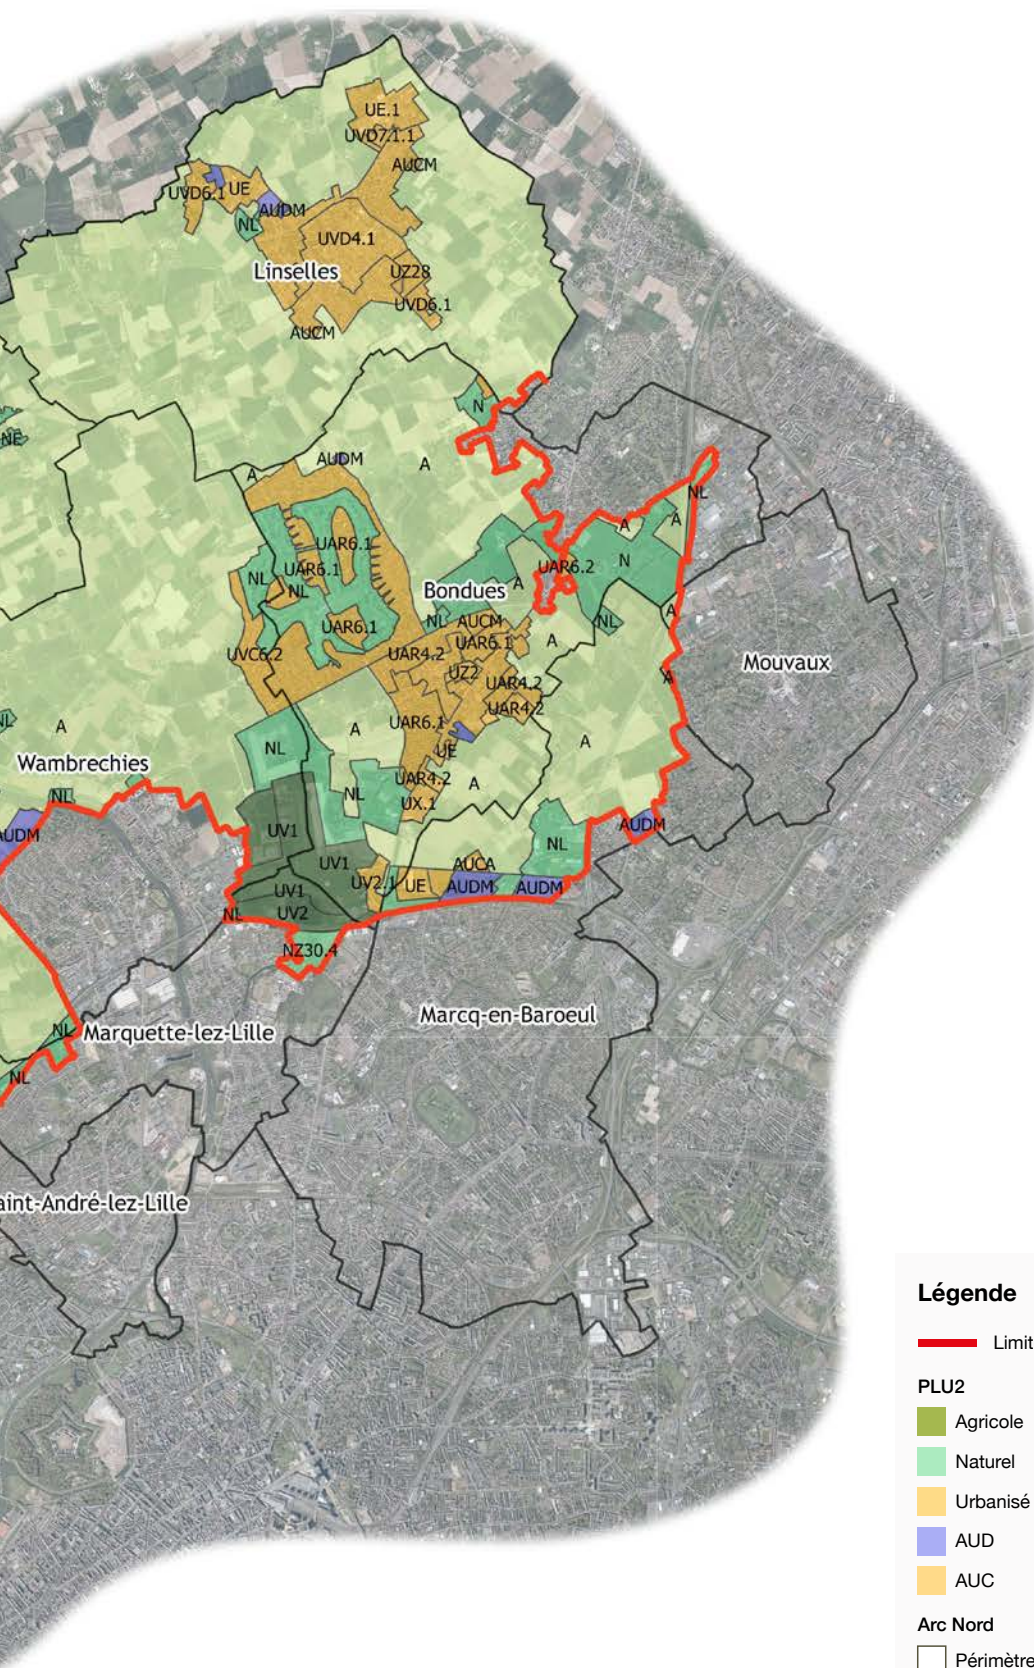 UE.1
UVD7.1.1
AUCM
UVD6.1
UE
AUDM
NL
UVD4.1
Linselles
UZ28
UVD6.1
AUCM
N
NE
A
AUDM
A
NL
A
A
UAR6.1
UAR6.2
N
UAR6.1
NL
NL
Bondues
A
NL
AUCM
NL
A
UAR6.1
UAR6.1
A
UVC6.2
UAR4.2
Mouvaux
UZ2
A
UAR4.2
UAR4.2
NL
A
A
UAR6.1
A
NL
UE
Wambrechies
UAR4.2
A
NL
NL
UX.1
AUDM
UV1
AUDM
NL
UV1
AUCA
UV1
UV2.1
UE
AUDM
AUDM
NL
UV2
NZ30.4
Marcq-en-Baroeul
NL
Marquette-lez-Lille
NL
aint-André-lez-Lille
Légende
Limit
PLU2
Agricole
Naturel
Urbanisé
AUD
AUC
Arc Nord
Périmètre